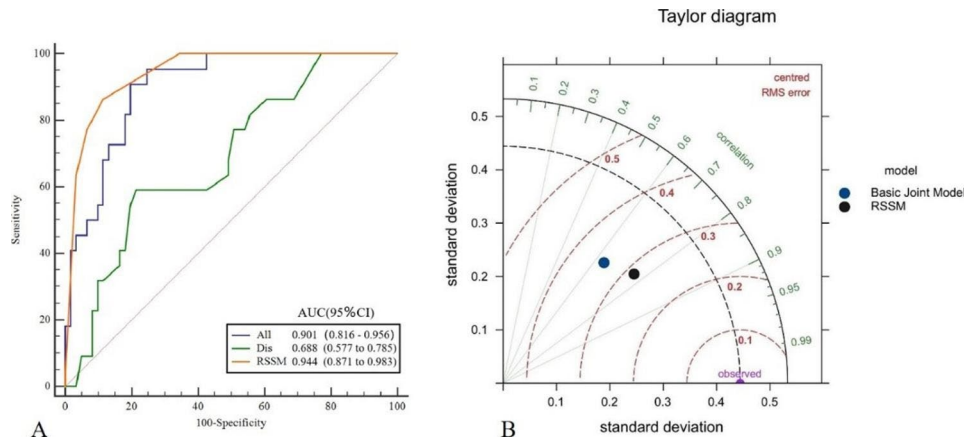 A
Sensitivity
100
80
60
40
20
0
0 20 40 60 80 100
100-Specificity
AUC(95%CI)
All 0.901 (0.816 - 0.956)
Dis 0.688 (0.577 to 0.785)
RSSM 0.944 (0.871 to 0.983)
A
Taylor diagram
B
standard deviation
0.5
0.4
0.3
0.2
0.1
0
0.1 0.2 0.3 0.4 0.5
standard deviation
centred
RMS error
0.1 0.2 0.3 0.4 0.5 0.6 0.7 0.8 0.9 0.95 0.99
correlation
0.5
0.4
0.3
0.2
0.1
observed
model
Basic Joint Model
RSSM
B